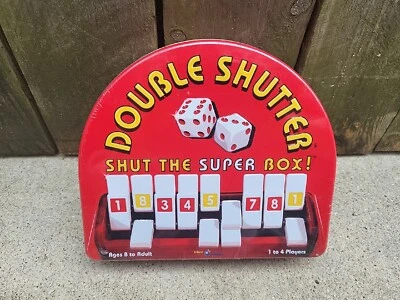 DOUBLE SHUTTER
SHUT THE SUPER BOX!
1 8 3 4 5 7 8 1
Ages 8 to Adult
1 to 4 Players